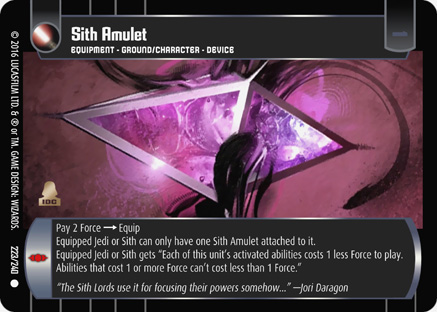 Sith Amulet
EQUIPMENT - GROUND/CHARACTER - DEVICE
© 2016 LUCASFILM LTD. & ® or TM. GAME DESIGN: WIZARDS.
223/240
IDC
Pay 2 Force → Equip
Equipped Jedi or Sith can only have one Sith Amulet attached to it.
Equipped Jedi or Sith gets “Each of this unit's activated abilities costs 1 less Force to play.
Abilities that cost 1 or more Force can't cost less than 1 Force.”
“The Sith Lords use it for focusing their powers somehow...” —Jori Daragon